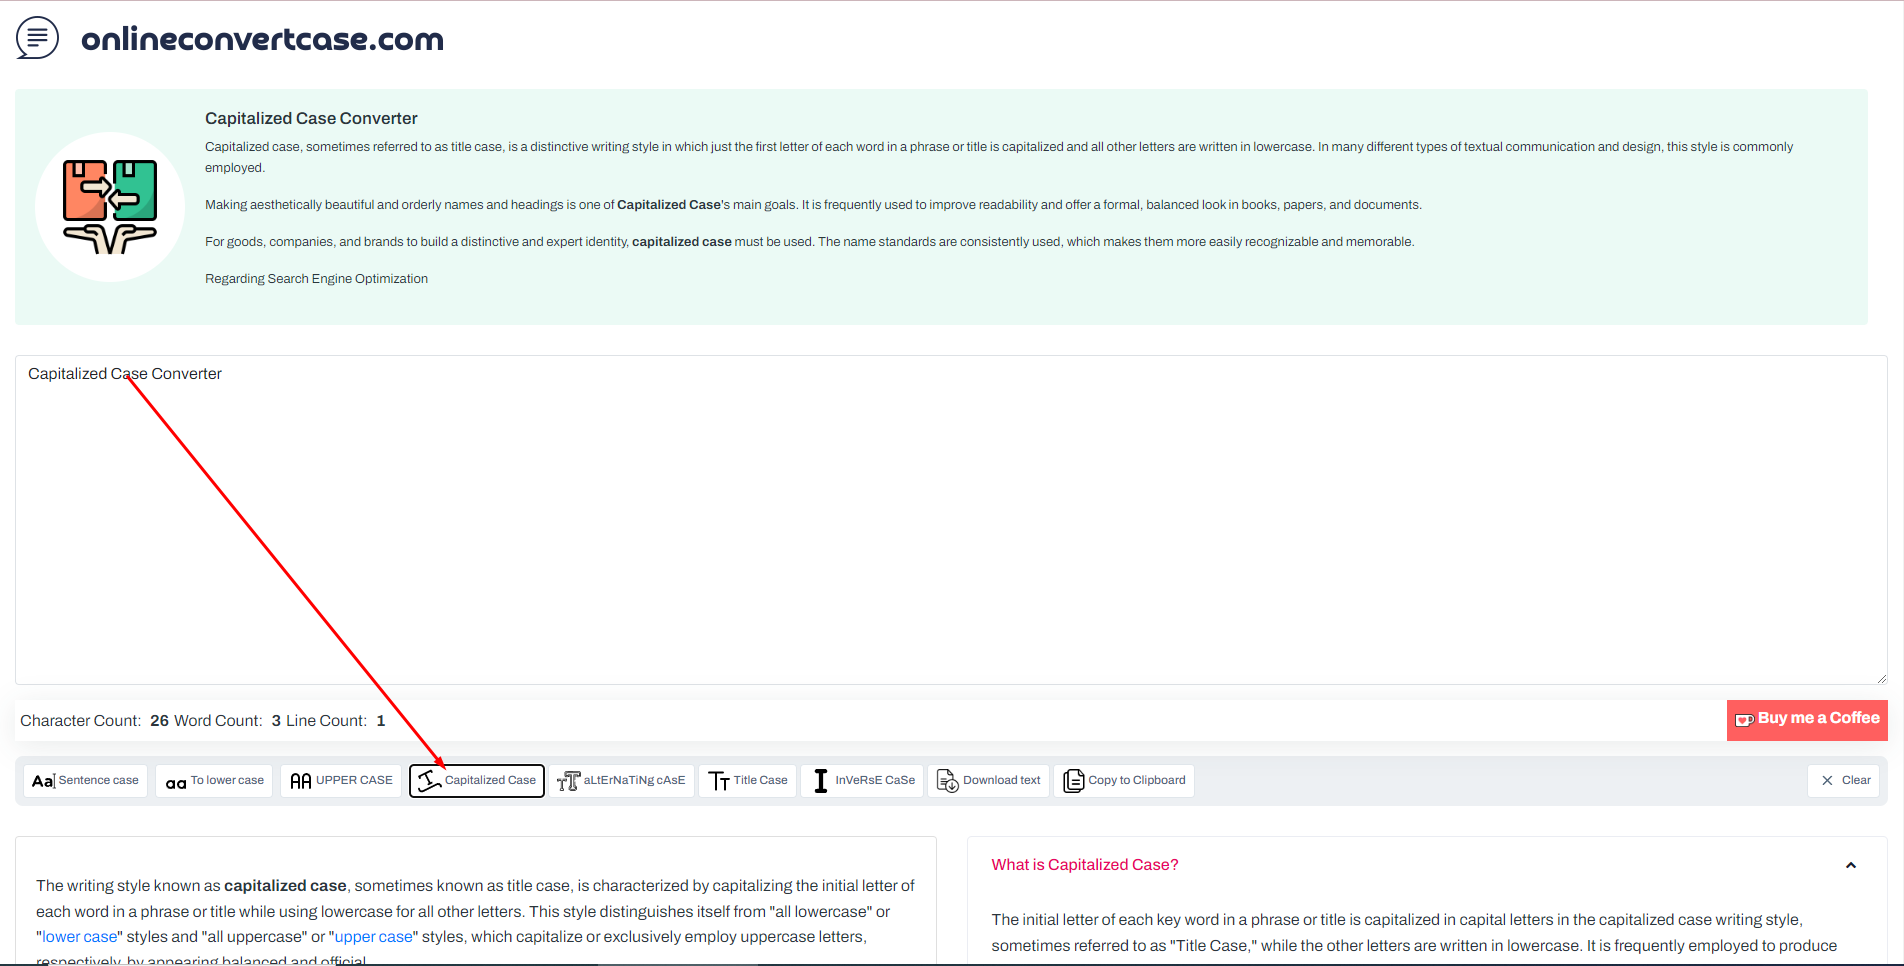 onlineconvertcase.com
Capitalized Case Converter
Capitalized case, sometimes referred to as title case, is a distinctive writing style in which just the first letter of each word in a phrase or title is capitalized and all other letters are written in lowercase. In many different types of textual communication and design, this style is commonly
employed.
Making aesthetically beautiful and orderly names and headings is one of Capitalized Case's main goals. It is frequently used to improve readability and offer a formal, balanced look in books, papers, and documents.
For goods, companies, and brands to build a distinctive and expert identity, capitalized case must be used. The name standards are consistently used, which makes them more easily recognizable and memorable.
Regarding Search Engine Optimization
Capitalized Case Converter
Character Count: 26 Word Count: 3 Line Count: 1
Buy me a Coffee
Aa Sentence case
aa To lower case
AA UPPER CASE
Capitalized Case
TT aLtErNaTiNg cAsE
TT Title Case
I InVeRsE CaSe
Download text
Copy to Clipboard
Clear
The writing style known as capitalized case, sometimes known as title case, is characterized by capitalizing the initial letter of
each word in a phrase or title while using lowercase for all other letters. This style distinguishes itself from "all lowercase" or
"lower case" styles and "all uppercase" or "upper case" styles, which capitalize or exclusively employ uppercase letters,
respectively, by appearing balanced and official.
What is Capitalized Case?
The initial letter of each key word in a phrase or title is capitalized in capital letters in the capitalized case writing style,
sometimes referred to as "Title Case," while the other letters are written in lowercase. It is frequently employed to produce